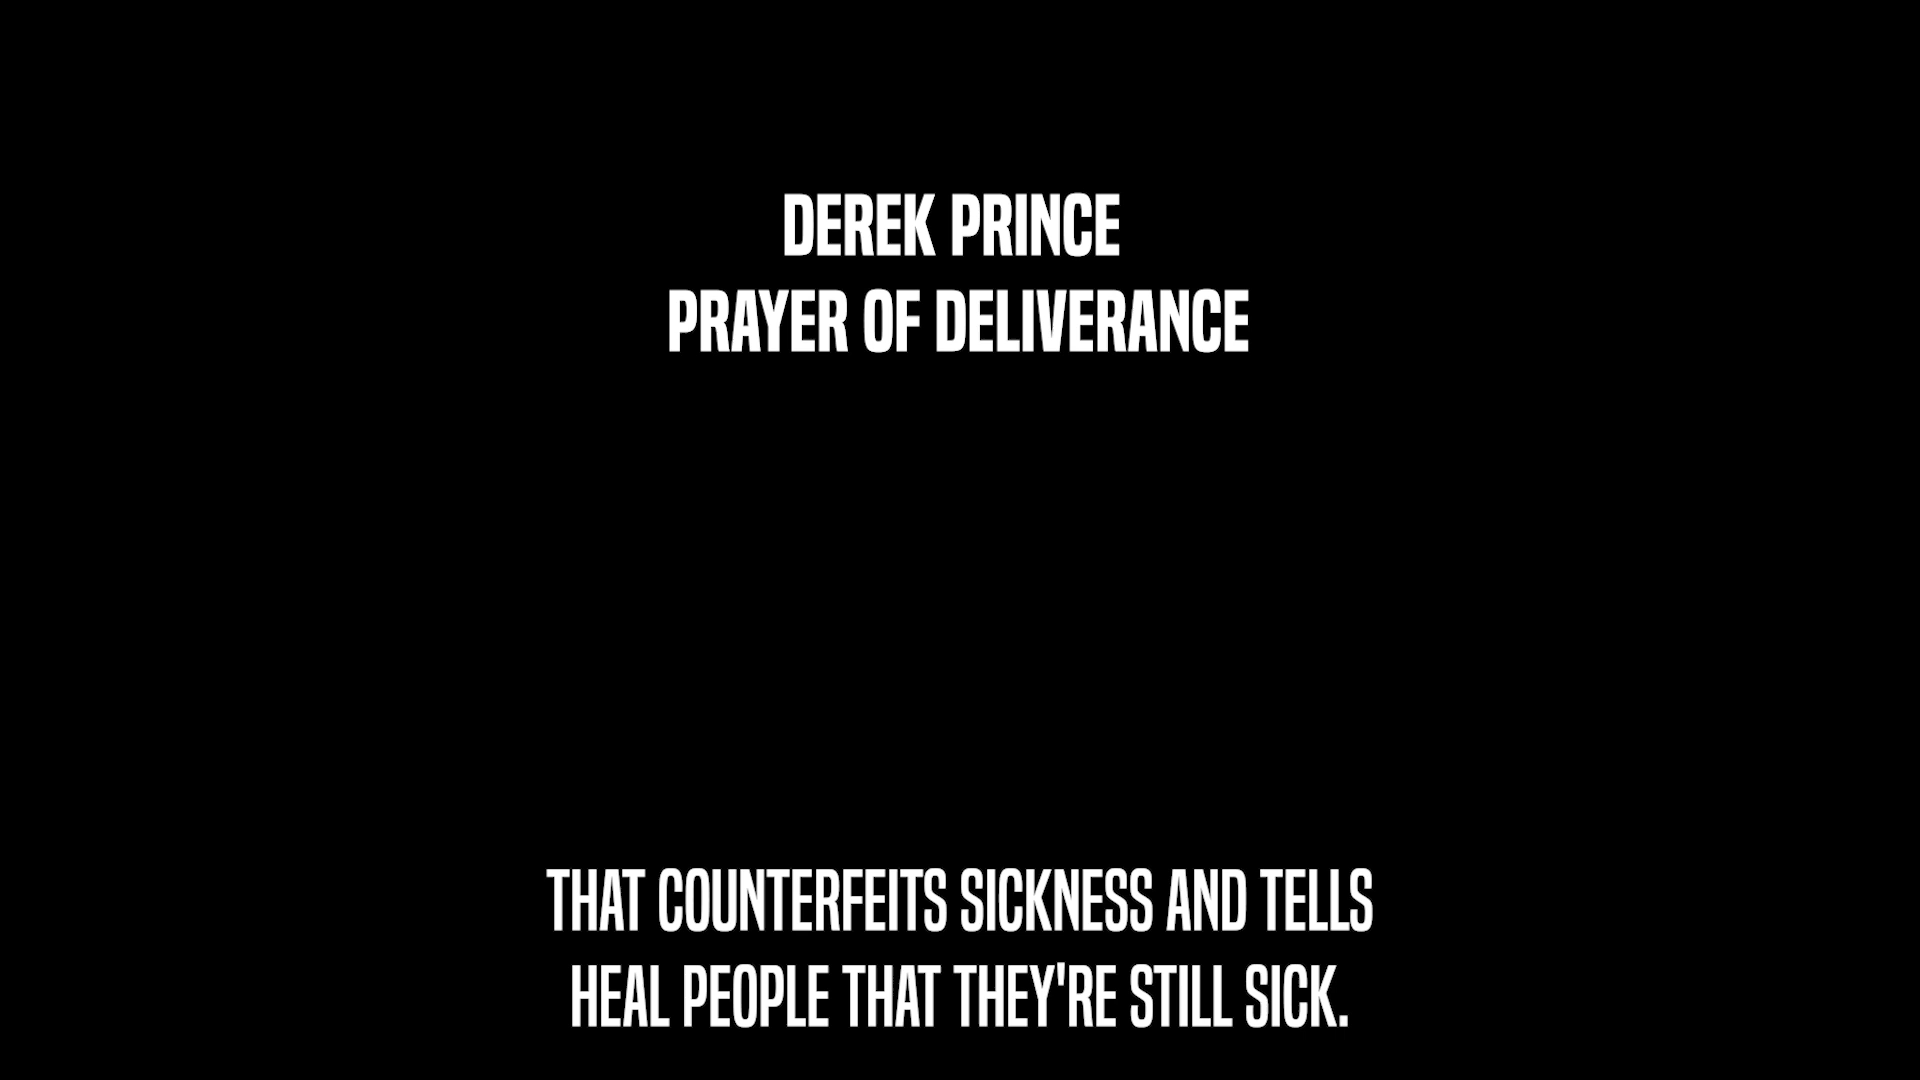 DEREK PRINCE
PRAYER OF DELIVERANCE
THAT COUNTERFEITS SICKNESS AND TELLS
HEAL PEOPLE THAT THEY'RE STILL SICK.